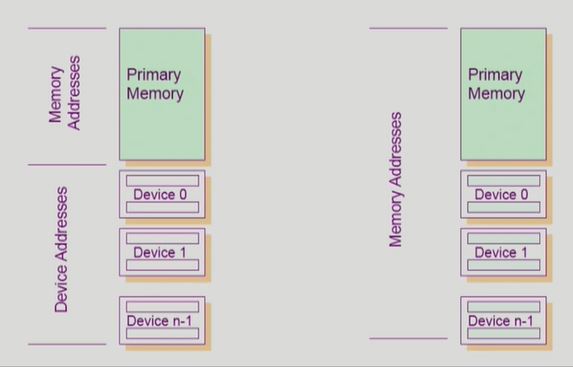 Memory
Addresses
Primary
Memory
Device Addresses
Device 0
Device 1
Device n-1
Memory Addresses
Primary
Memory
Device 0
Device 1
Device n-1